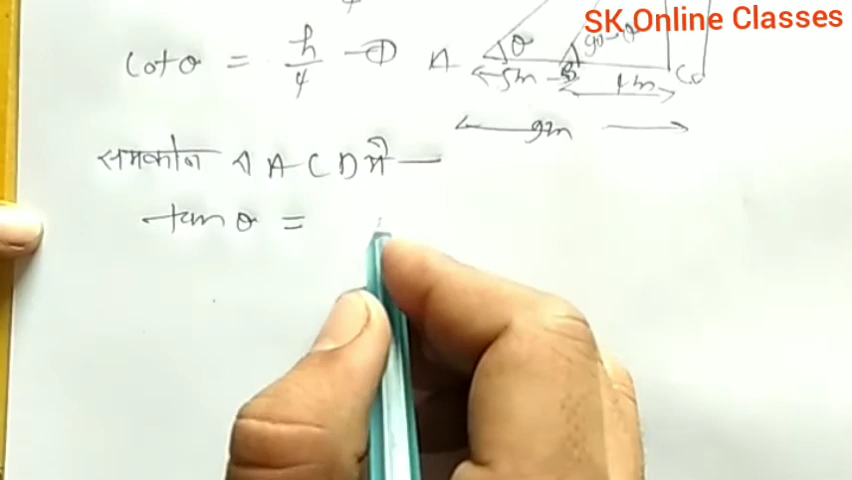 SK Online Classes
cot θ = h/4 — ①
A θ B 90-θ C
5m 4m
9m
समकोण △ ACD में —
tan θ =